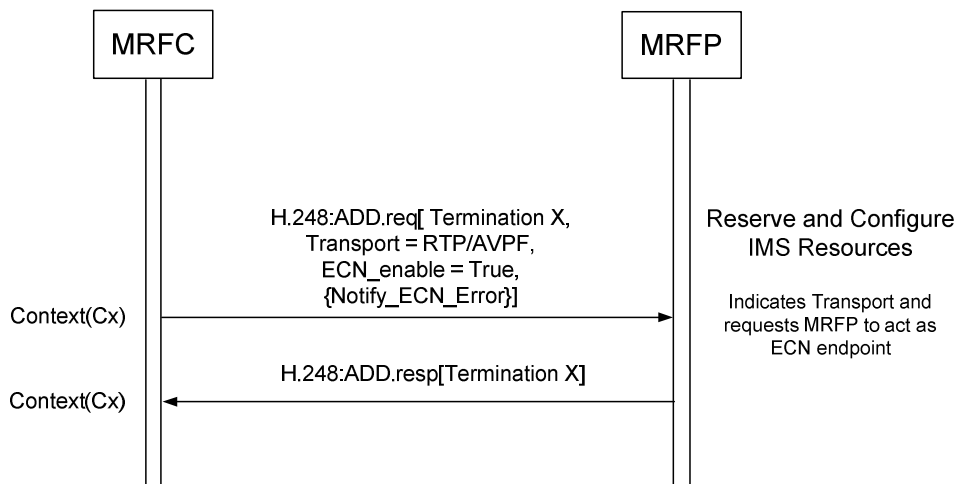 MRFC
MRFP
H.248:ADD.req[ Termination X,
Transport = RTP/AVPF,
ECN_enable = True,
{Notify_ECN_Error}]
Reserve and Configure
IMS Resources
Context(Cx)
Indicates Transport and
requests MRFP to act as
ECN endpoint
H.248:ADD.resp[Termination X]
Context(Cx)